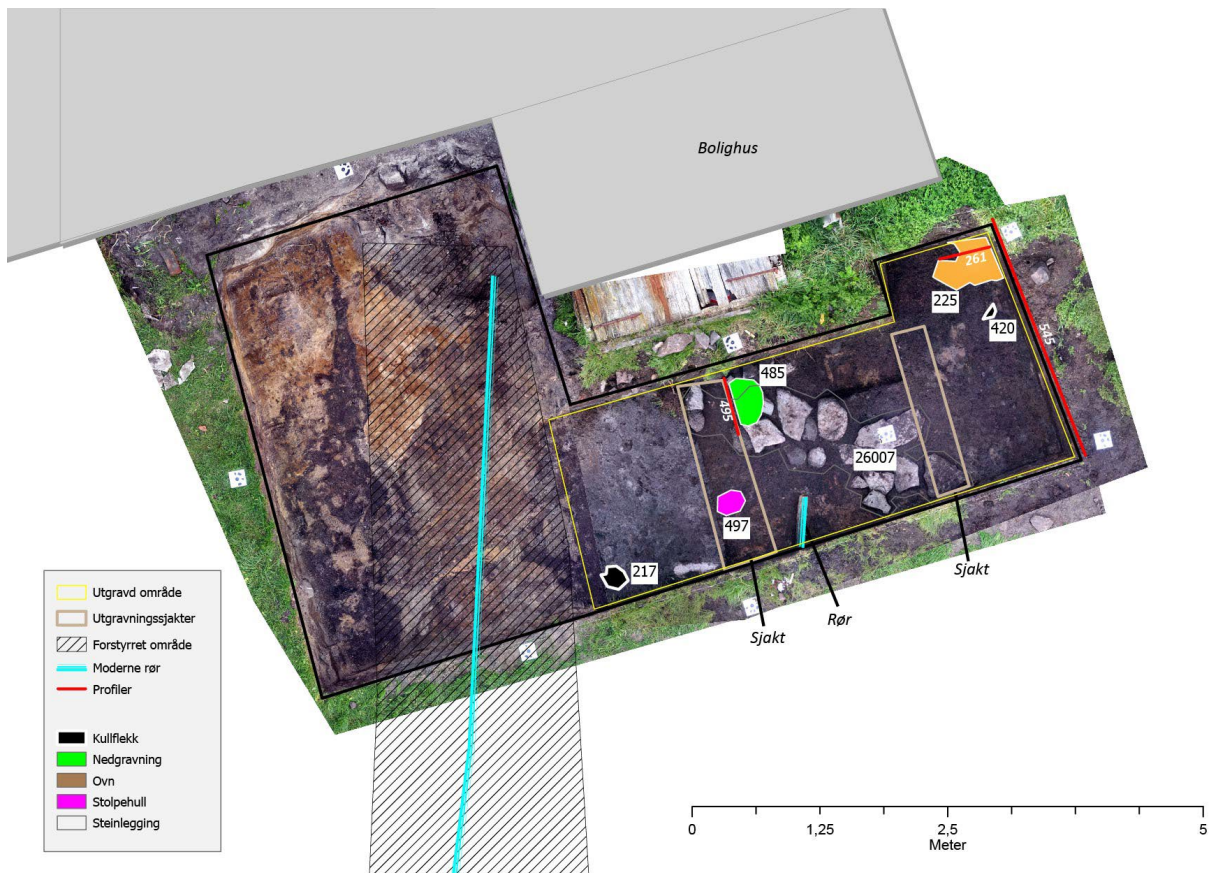 Bolighus
261
225
420
545
485
495
26007
497
217
Sjakt
Rør
Sjakt
Utgravd område
Utgravningssjakter
Forstyrret område
Moderne rør
Profiler
Kullflekk
Nedgravning
Ovn
Stolpehull
Steinlegging
0 1,25 2,5 5
Meter